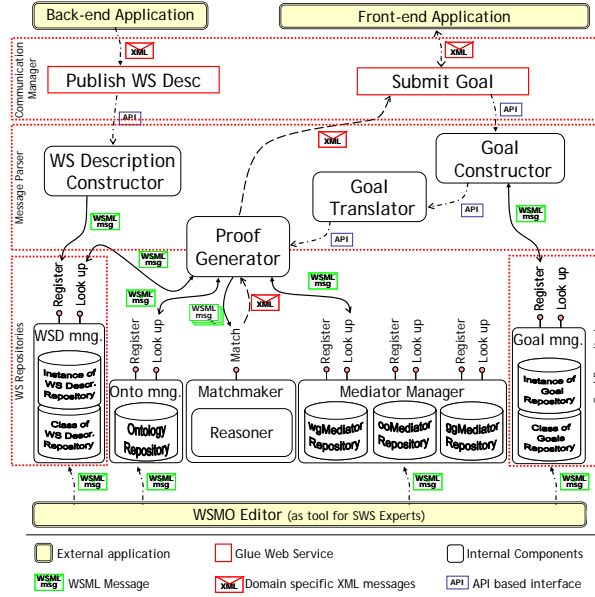 Back-end Application
Front-end Application
Communication
Manager
XML
XML
Publish WS Desc
Submit Goal
API
API
Message Parser
XML
WS Description
Constructor
Goal
Constructor
Goal
Translator
API
WSML
msg
WSML
msg
API
Proof
Generator
WSML
msg
WS Repositories
Register
Look up
WSML
msg
WSML
msg
XML
WSML
msg
Register
Look up
Register
Look up
Match
Register
Look up
Register
Look up
Register
Look up
WSD mng.
Goal mng.
Instance of
WS Descr.
Repository
Class of
WS Descr.
Repository
Onto mng.
Ontology
Repository
Matchmaker
Reasoner
Mediator Manager
wgMediator
Repository
ooMediator
Repository
ggMediator
Repository
Instance of
Goal Repository
Class of
Goals
Repository
WSML
msg
WSML
msg
WSML
msg
WSML
msg
WSMO Editor (as tool for SWS Experts)
External application
Glue Web Service
Internal Components
WSML
msg
WSML Message
XML
Domain specific XML messages
API
API based interface